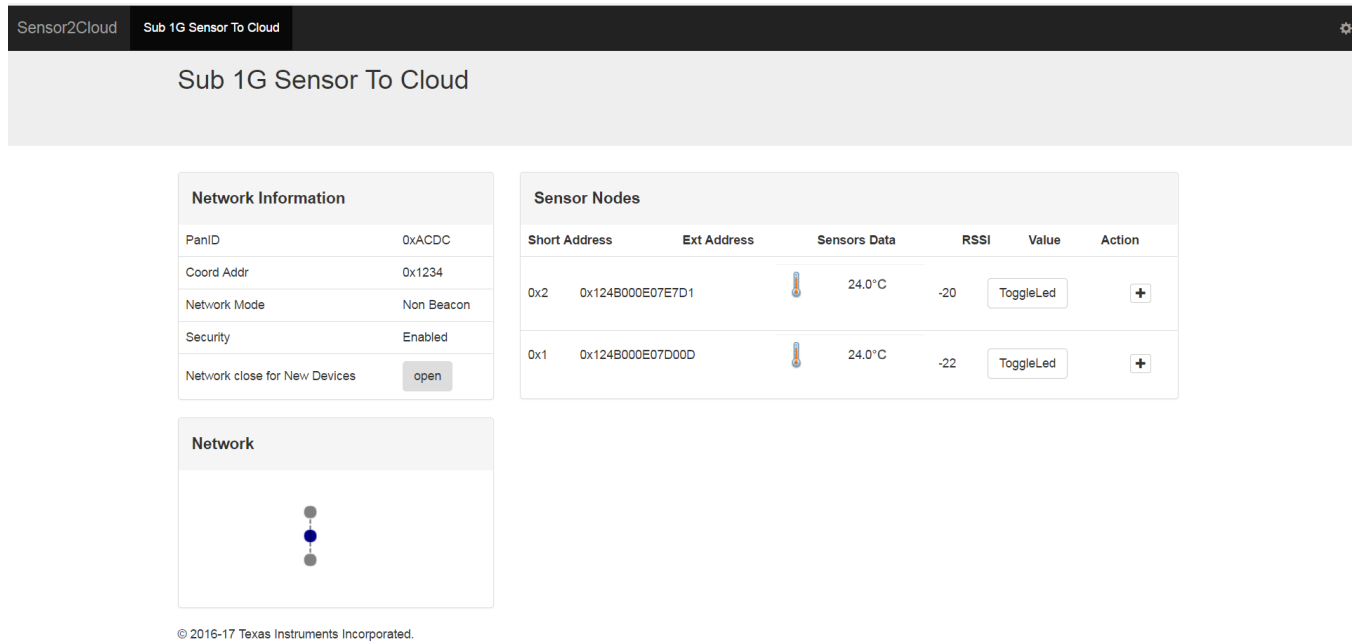 Sensor2Cloud Sub 1G Sensor To Cloud
Sub 1G Sensor To Cloud
Network Information
PanID 0xACDC
Coord Addr 0x1234
Network Mode Non Beacon
Security Enabled
Network close for New Devices open
Sensor Nodes
Short Address Ext Address Sensors Data RSSI Value Action
0x2 0x124B000E07E7D1 24.0°C -20 ToggleLed
0x1 0x124B000E07D00D 24.0°C -22 ToggleLed
Network
© 2016-17 Texas Instruments Incorporated.